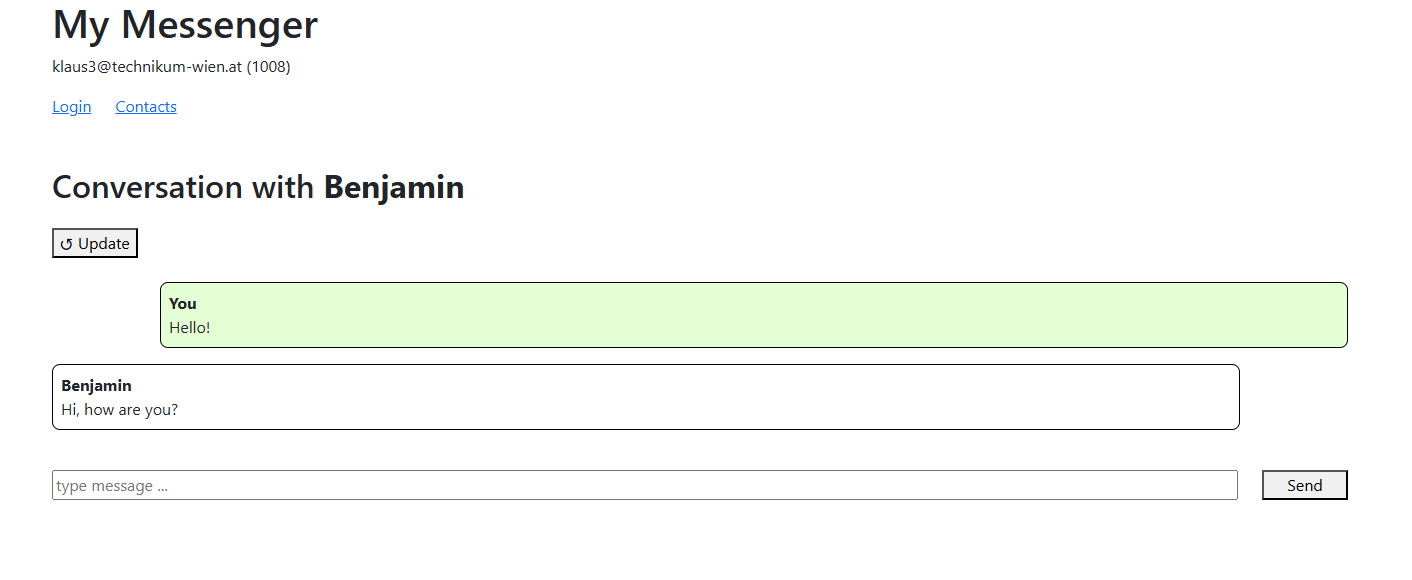 My Messenger
klaus3@technikum-wien.at (1008)
Login Contacts
Conversation with Benjamin
↺ Update
You
Hello!
Benjamin
Hi, how are you?
type message ... Send